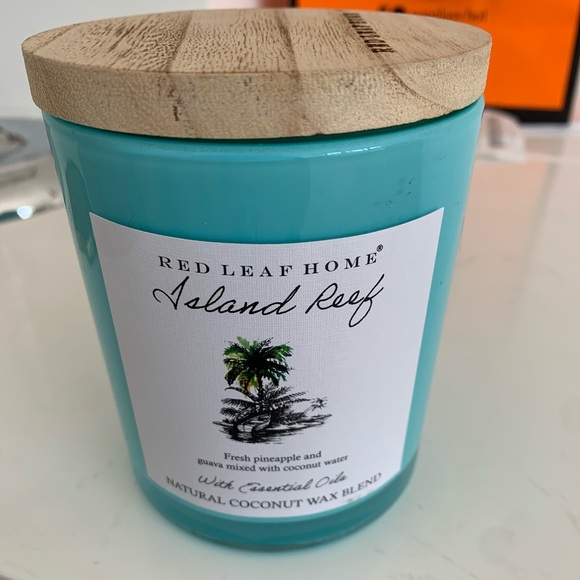 RED LEAF HOME®
Island Reef
Fresh pineapple and
guava mixed with coconut water
With Essential Oils
NATURAL COCONUT WAX BLEND